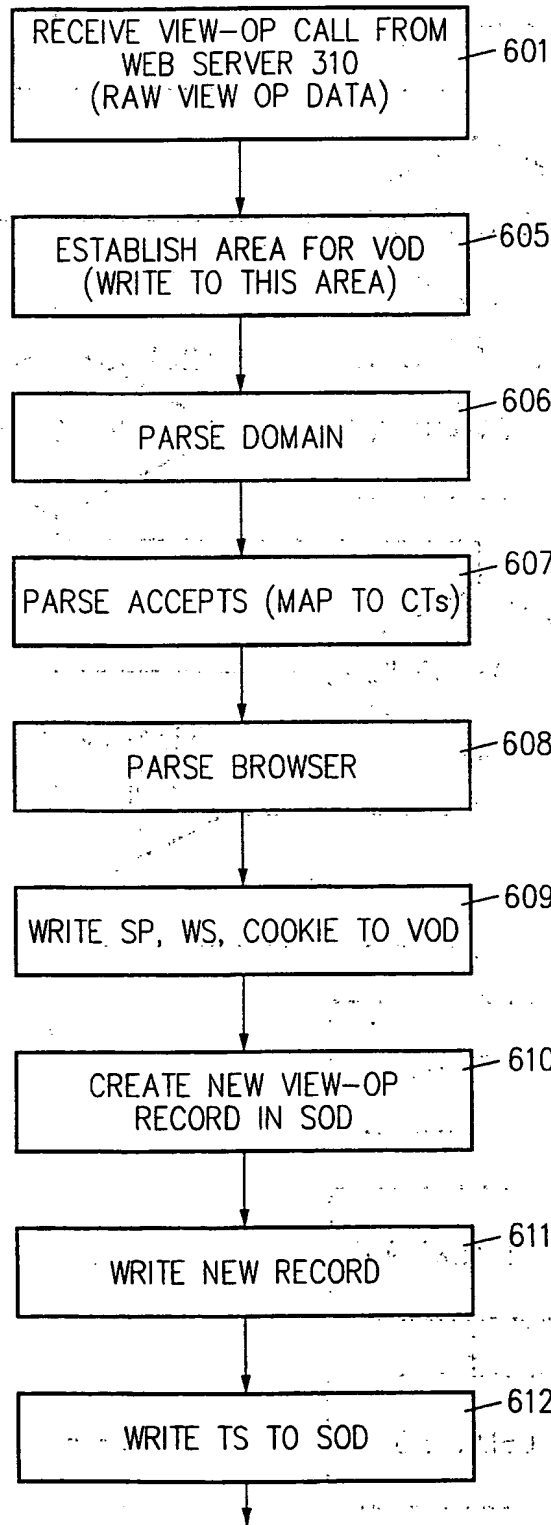 RECEIVE VIEW-OP CALL FROM
WEB SERVER 310
(RAW VIEW OP DATA)
601
ESTABLISH AREA FOR VOD
(WRITE TO THIS AREA)
605
PARSE DOMAIN
606
PARSE ACCEPTS (MAP TO CTs)
607
PARSE BROWSER
608
WRITE SP, WS, COOKIE TO VOD
609
CREATE NEW VIEW-OP
RECORD IN SOD
610
WRITE NEW RECORD
611
WRITE TS TO SOD
612